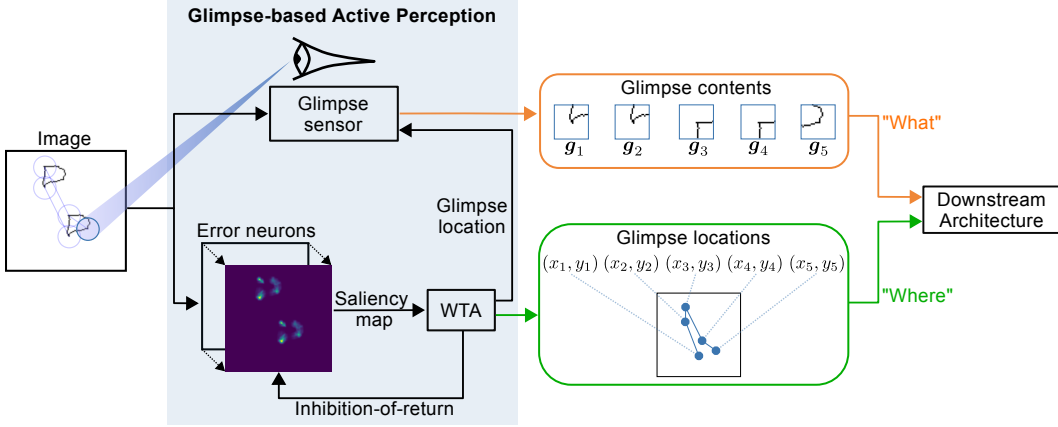 Glimpse-based Active Perception
Image
Glimpse
sensor
Glimpse contents
g1 g2 g3 g4 g5
"What"
Downstream
Architecture
Glimpse
location
Error neurons
Saliency
map
WTA
Inhibition-of-return
Glimpse locations
(x1, y1) (x2, y2) (x3, y3) (x4, y4) (x5, y5)
"Where"